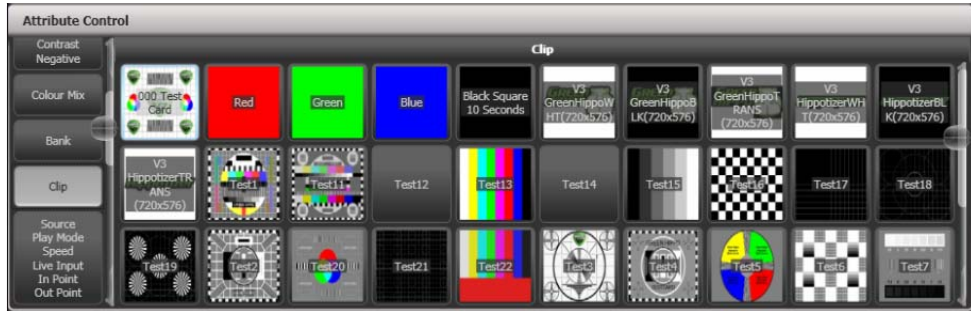 Attribute Control
Contrast
Negative
Colour Mix
Bank
Clip
Source
Play Mode
Speed
Live Input
In Point
Out Point
Clip
000 Test
Card
Red
Green
Blue
Black Square
10 Seconds
V3
GreenHippoW
HT(720x576)
V3
GreenHippoB
LK(720x576)
V3
GreenHippoT
RANS
(720x576)
V3
HippotizerWH
T(720x576)
V3
HippotizerBL
K(720x576)
V3
HippotizerTR
ANS
(720x576)
Test1
Test11
Test12
Test13
Test14
Test15
Test16
Test17
Test18
Test19
Test2
Test20
Test21
Test22
Test3
Test4
Test5
Test6
Test7